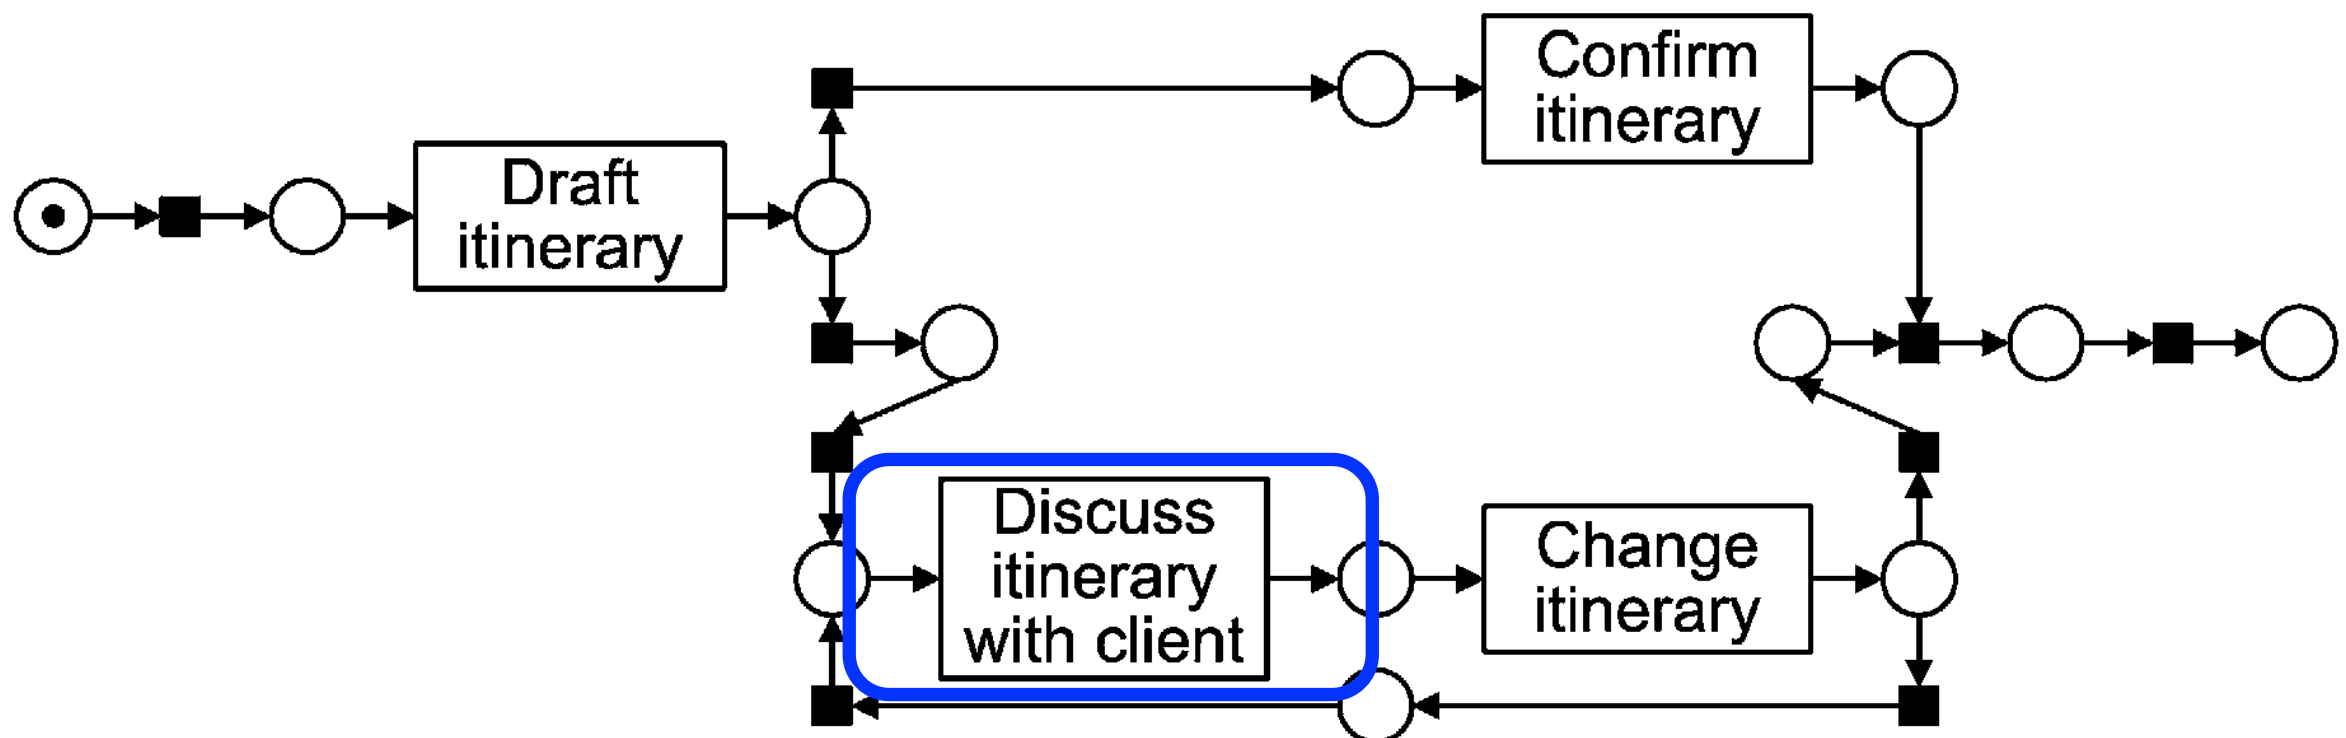 Confirm
itinerary
Draft
itinerary
Discuss
itinerary
with client
Change
itinerary